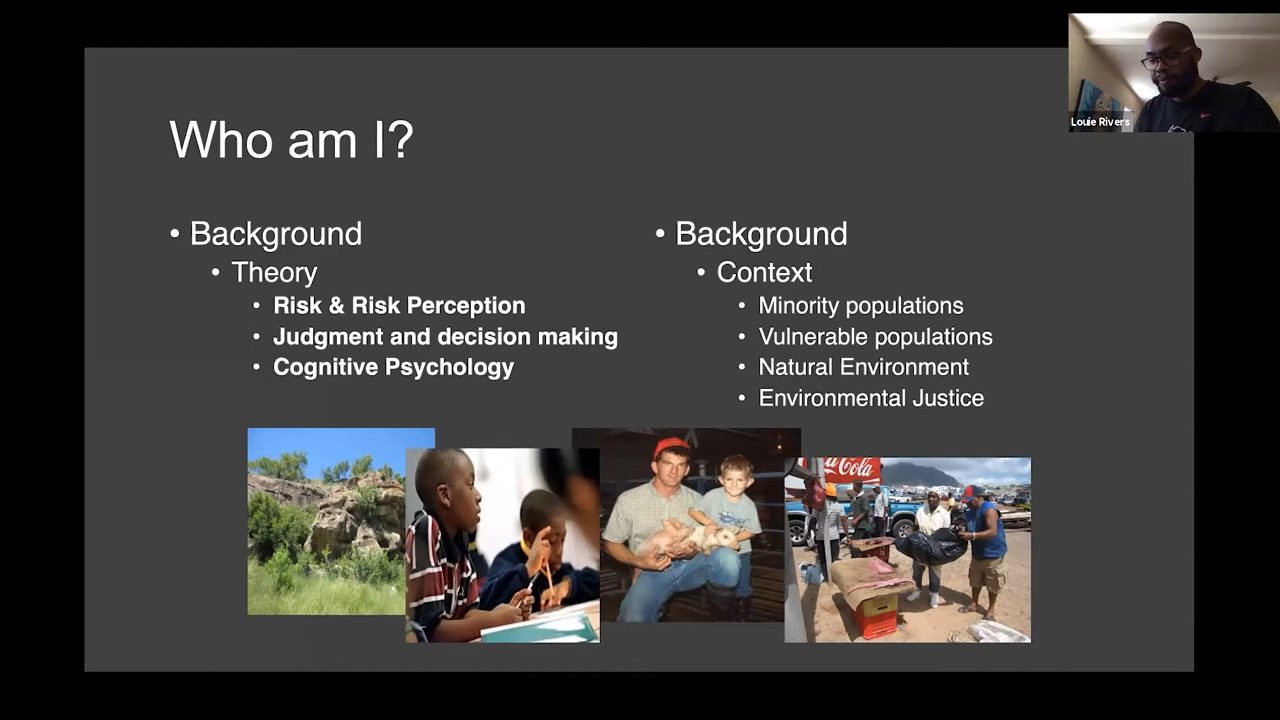 Louie Rivers
Who am I?
• Background
• Theory
• Risk & Risk Perception
• Judgment and decision making
• Cognitive Psychology
• Background
• Context
• Minority populations
• Vulnerable populations
• Natural Environment
• Environmental Justice
Coca-Cola